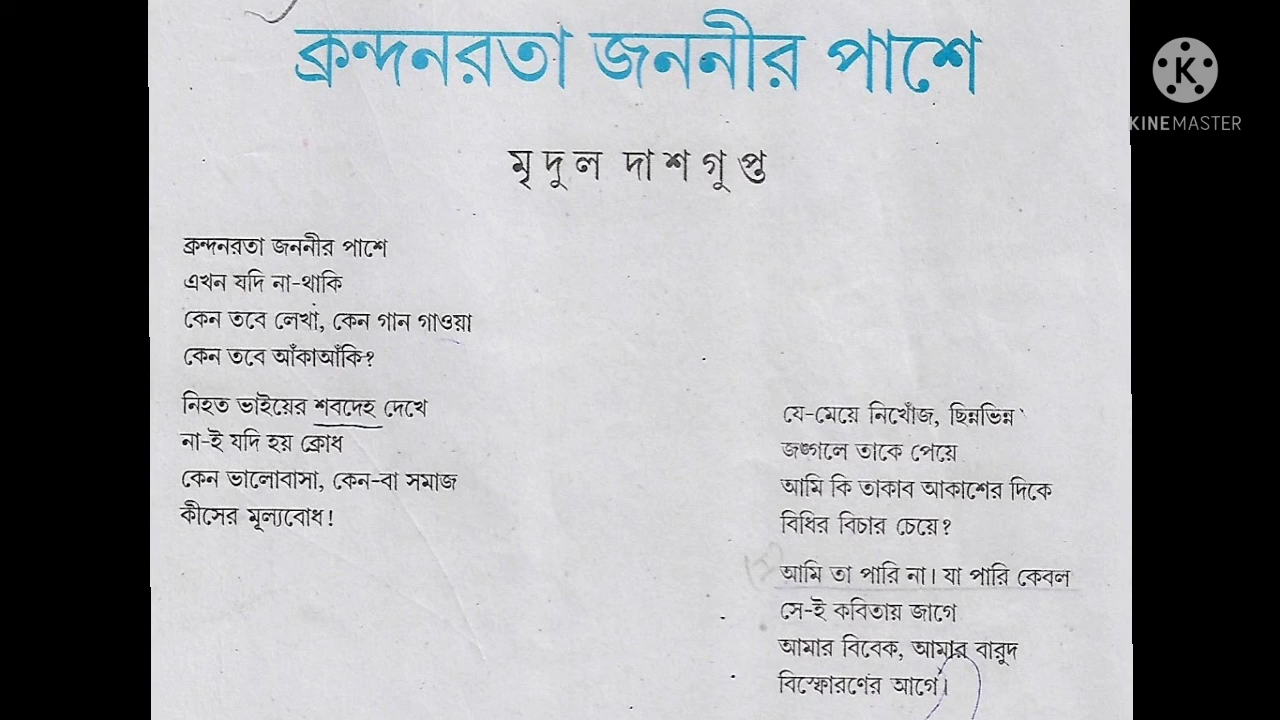 ক্রন্দনরতা জননীর পাশে
মৃদুল দাশগুপ্ত
ক্রন্দনরতা জননীর পাশে
এখন যদি না-থাকি
কেন তবে লেখা, কেন গান গাওয়া
কেন তবে আঁকাআঁকি?
নিহত ভাইয়ের শবদেহ দেখে
না-ই যদি হয় ক্রোধ
কেন ভালোবাসা, কেন-বা সমাজ
কীসের মূল্যবোধ!
যে-মেয়ে নিখোঁজ, ছিন্নভিন্ন
জঙ্গলে তাকে পেয়ে
আমি কি তাকাব আকাশের দিকে
বিধির বিচার চেয়ে?
আমি তা পারি না। যা পারি কেবল
সে-ই কবিতায় জাগে
আমার বিবেক, আমার বারুদ
বিস্ফোরণের আগে।
K
KINEMASTER